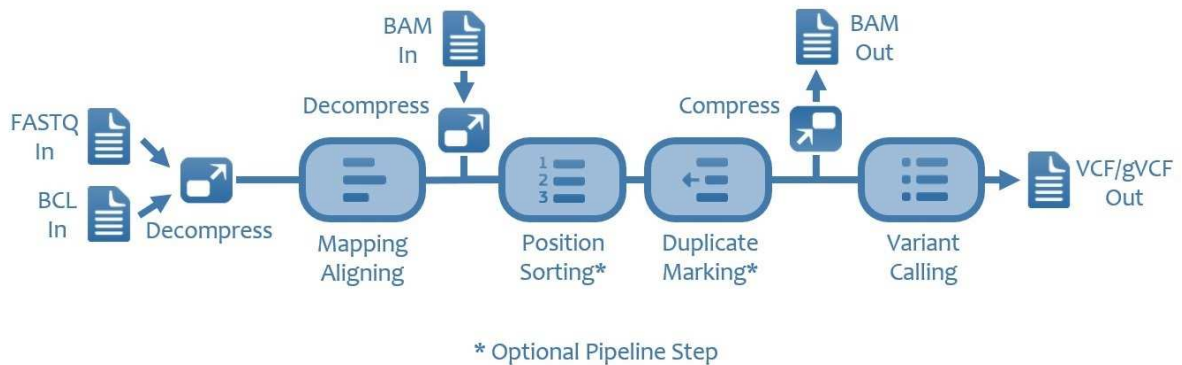 BAM
In
BAM
Out
FASTQ
In
Decompress
Compress
BCL
In
Decompress
1
2
3
VCF/gVCF
Out
Mapping
Aligning
Position
Sorting*
Duplicate
Marking*
Variant
Calling
* Optional Pipeline Step